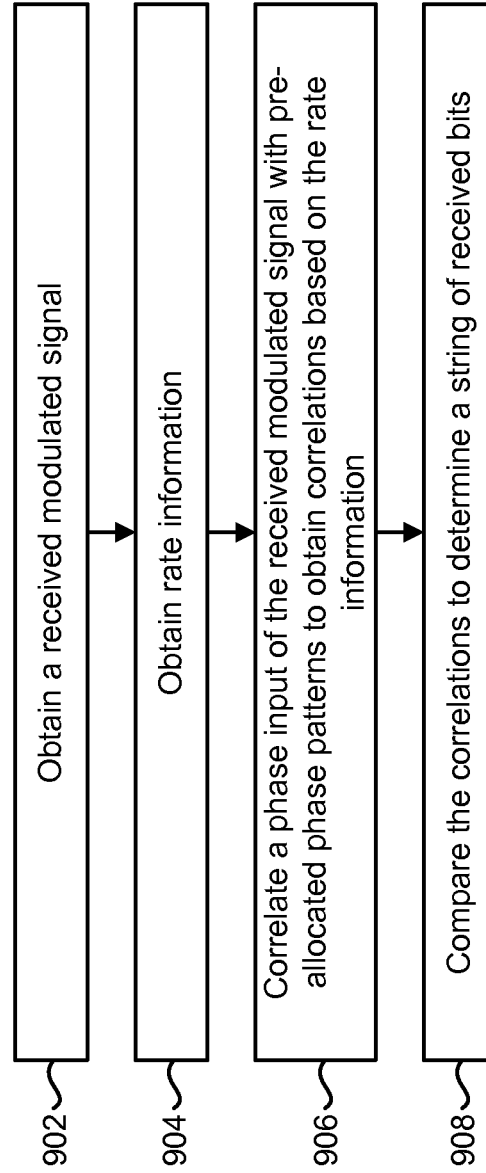 902
Obtain a received modulated signal
904
Obtain rate information
906
Correlate a phase input of the received modulated signal with pre-
allocated phase patterns to obtain correlations based on the rate
information
908
Compare the correlations to determine a string of received bits